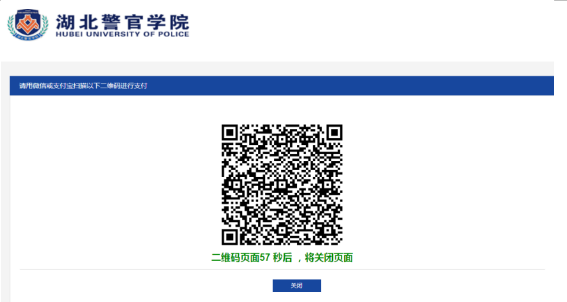 湖北警官学院
HUBEI UNIVERSITY OF POLICE
请用微信或支付宝扫描以下二维码进行支付
二维码页面57 秒后 ，将关闭页面
关闭